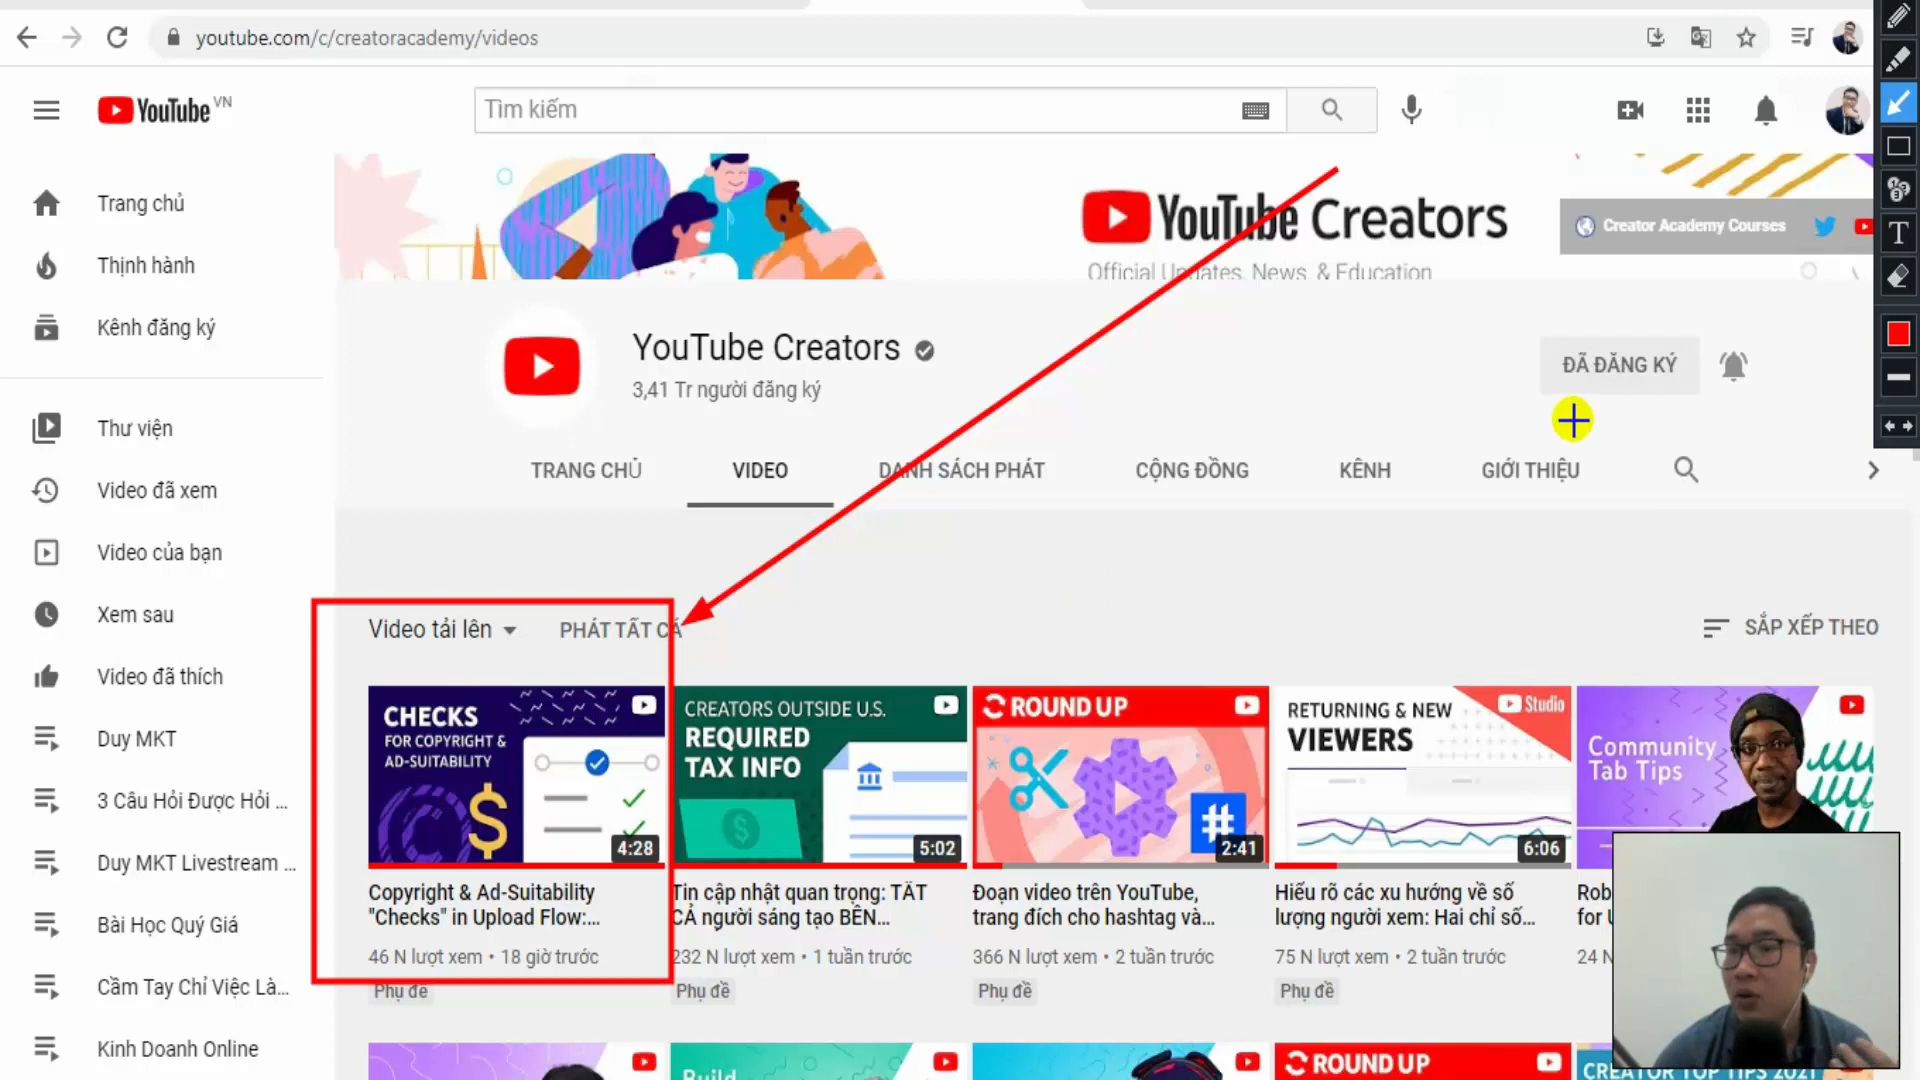 youtube.com/c/creatoracademy/videos
YouTube VN
Tìm kiếm
Trang chủ
Thịnh hành
Kênh đăng ký
Thư viện
Video đã xem
Video của bạn
Xem sau
Video đã thích
Duy MKT
3 Câu Hỏi Được Hỏi ...
Duy MKT Livestream ...
Bài Học Quý Giá
Cầm Tay Chỉ Việc Là...
Kinh Doanh Online
YouTube Creators
Official Updates, News, & Education
Creator Academy Courses
YouTube Creators
3,41 Tr người đăng ký
ĐÃ ĐĂNG KÝ
TRANG CHỦ
VIDEO
DANH SÁCH PHÁT
CỘNG ĐỒNG
KÊNH
GIỚI THIỆU
Video tải lên
PHÁT TẤT CẢ
SẮP XẾP THEO
CHECKS
FOR COPYRIGHT &
AD-SUITABILITY
4:28
Copyright & Ad-Suitability
"Checks" in Upload Flow:...
46 N lượt xem • 18 giờ trước
Phụ đề
CREATORS OUTSIDE U.S.
REQUIRED
TAX INFO
5:02
Tin cập nhật quan trọng: TẤT
CẢ người sáng tạo BÊN...
232 N lượt xem • 1 tuần trước
Phụ đề
ROUND UP
2:41
Đoạn video trên YouTube,
trang đích cho hashtag và...
366 N lượt xem • 2 tuần trước
Phụ đề
Studio
RETURNING & NEW
VIEWERS
6:06
Hiểu rõ các xu hướng về số
lượng người xem: Hai chỉ số...
75 N lượt xem • 2 tuần trước
Phụ đề
Community
Tab Tips
Rob
for
24 N
Build
ROUND UP
CREATOR TOP TIPS 2021
T